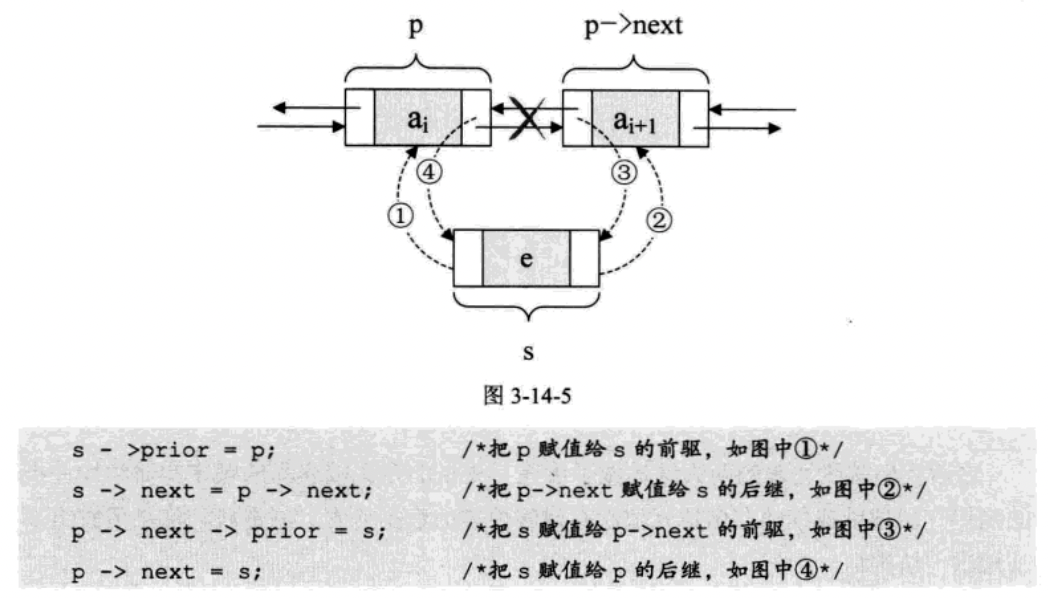 p p->next
aᵢ aᵢ₊₁
④ ③
① ②
e
s
图 3-14-5
s - >prior = p; /*把 p 赋值给 s 的前驱，如图中①*/
s -> next = p -> next; /*把 p->next 赋值给 s 的后继，如图中②*/
p -> next -> prior = s; /*把 s 赋值给 p->next 的前驱，如图中③*/
p -> next = s; /*把 s 赋值给 p 的后继，如图中④*/